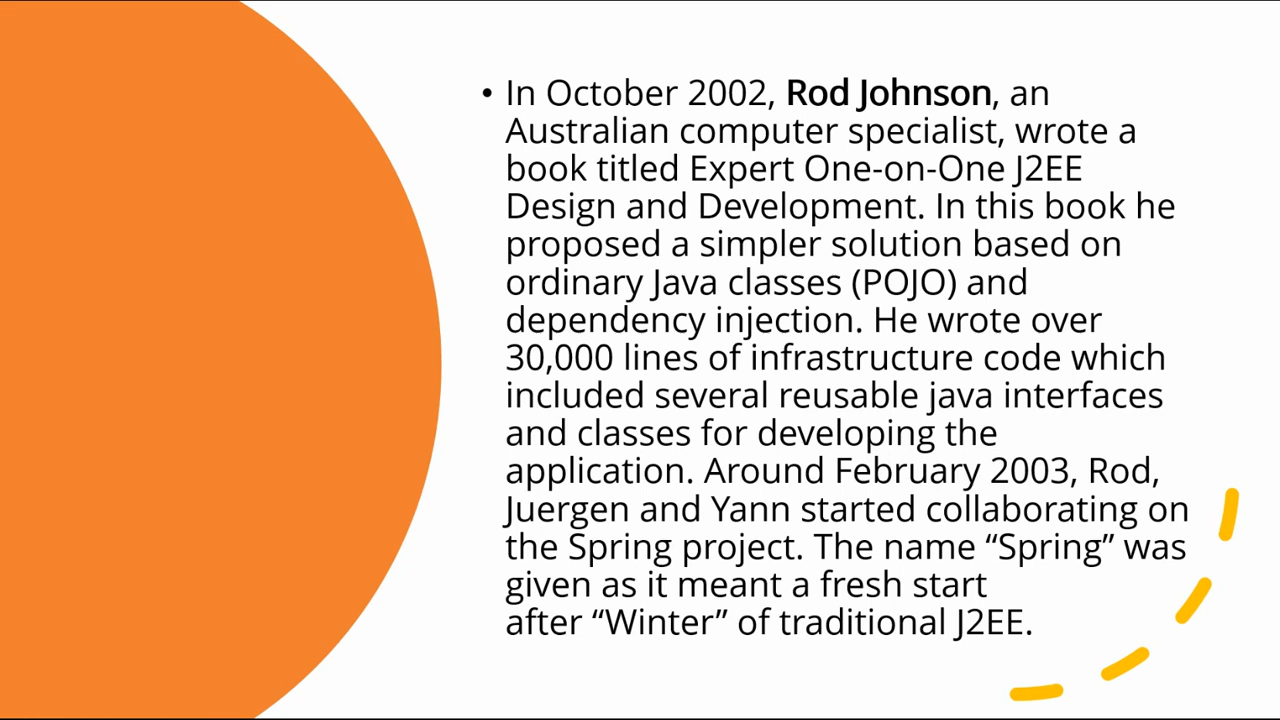 • In October 2002, Rod Johnson, an
Australian computer specialist, wrote a
book titled Expert One-on-One J2EE
Design and Development. In this book he
proposed a simpler solution based on
ordinary Java classes (POJO) and
dependency injection. He wrote over
30,000 lines of infrastructure code which
included several reusable java interfaces
and classes for developing the
application. Around February 2003, Rod,
Juergen and Yann started collaborating on
the Spring project. The name “Spring” was
given as it meant a fresh start
after “Winter” of traditional J2EE.